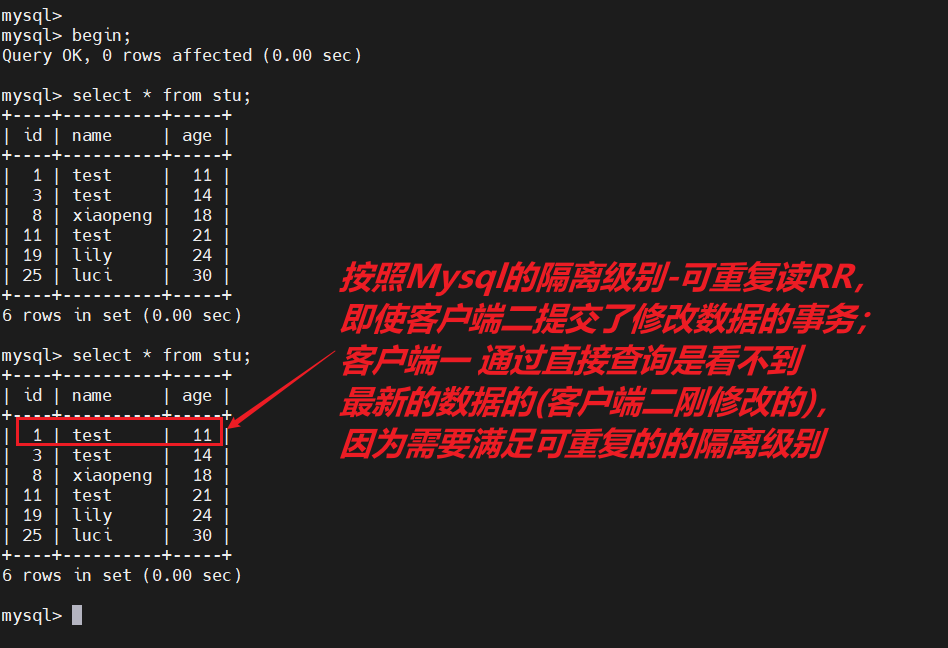 mysql>
mysql> begin;
Query OK, 0 rows affected (0.00 sec)
mysql> select * from stu;
+----+----------+-----+
| id | name     | age |
+----+----------+-----+
|  1 | test     |  11 |
|  3 | test     |  14 |
|  8 | xiaopeng |  18 |
| 11 | test     |  21 |
| 19 | lily     |  24 |
| 25 | luci     |  30 |
+----+----------+-----+
6 rows in set (0.00 sec)
mysql> select * from stu;
+----+----------+-----+
| id | name     | age |
+----+----------+-----+
|  1 | test     |  11 |
|  3 | test     |  14 |
|  8 | xiaopeng |  18 |
| 11 | test     |  21 |
| 19 | lily     |  24 |
| 25 | luci     |  30 |
+----+----------+-----+
6 rows in set (0.00 sec)
mysql>
按照Mysql的隔离级别-可重复读RR，
即使客户端二提交了修改数据的事务；
客户端一 通过直接查询是看不到
最新的数据的(客户端二刚修改的)，
因为需要满足可重复的的隔离级别